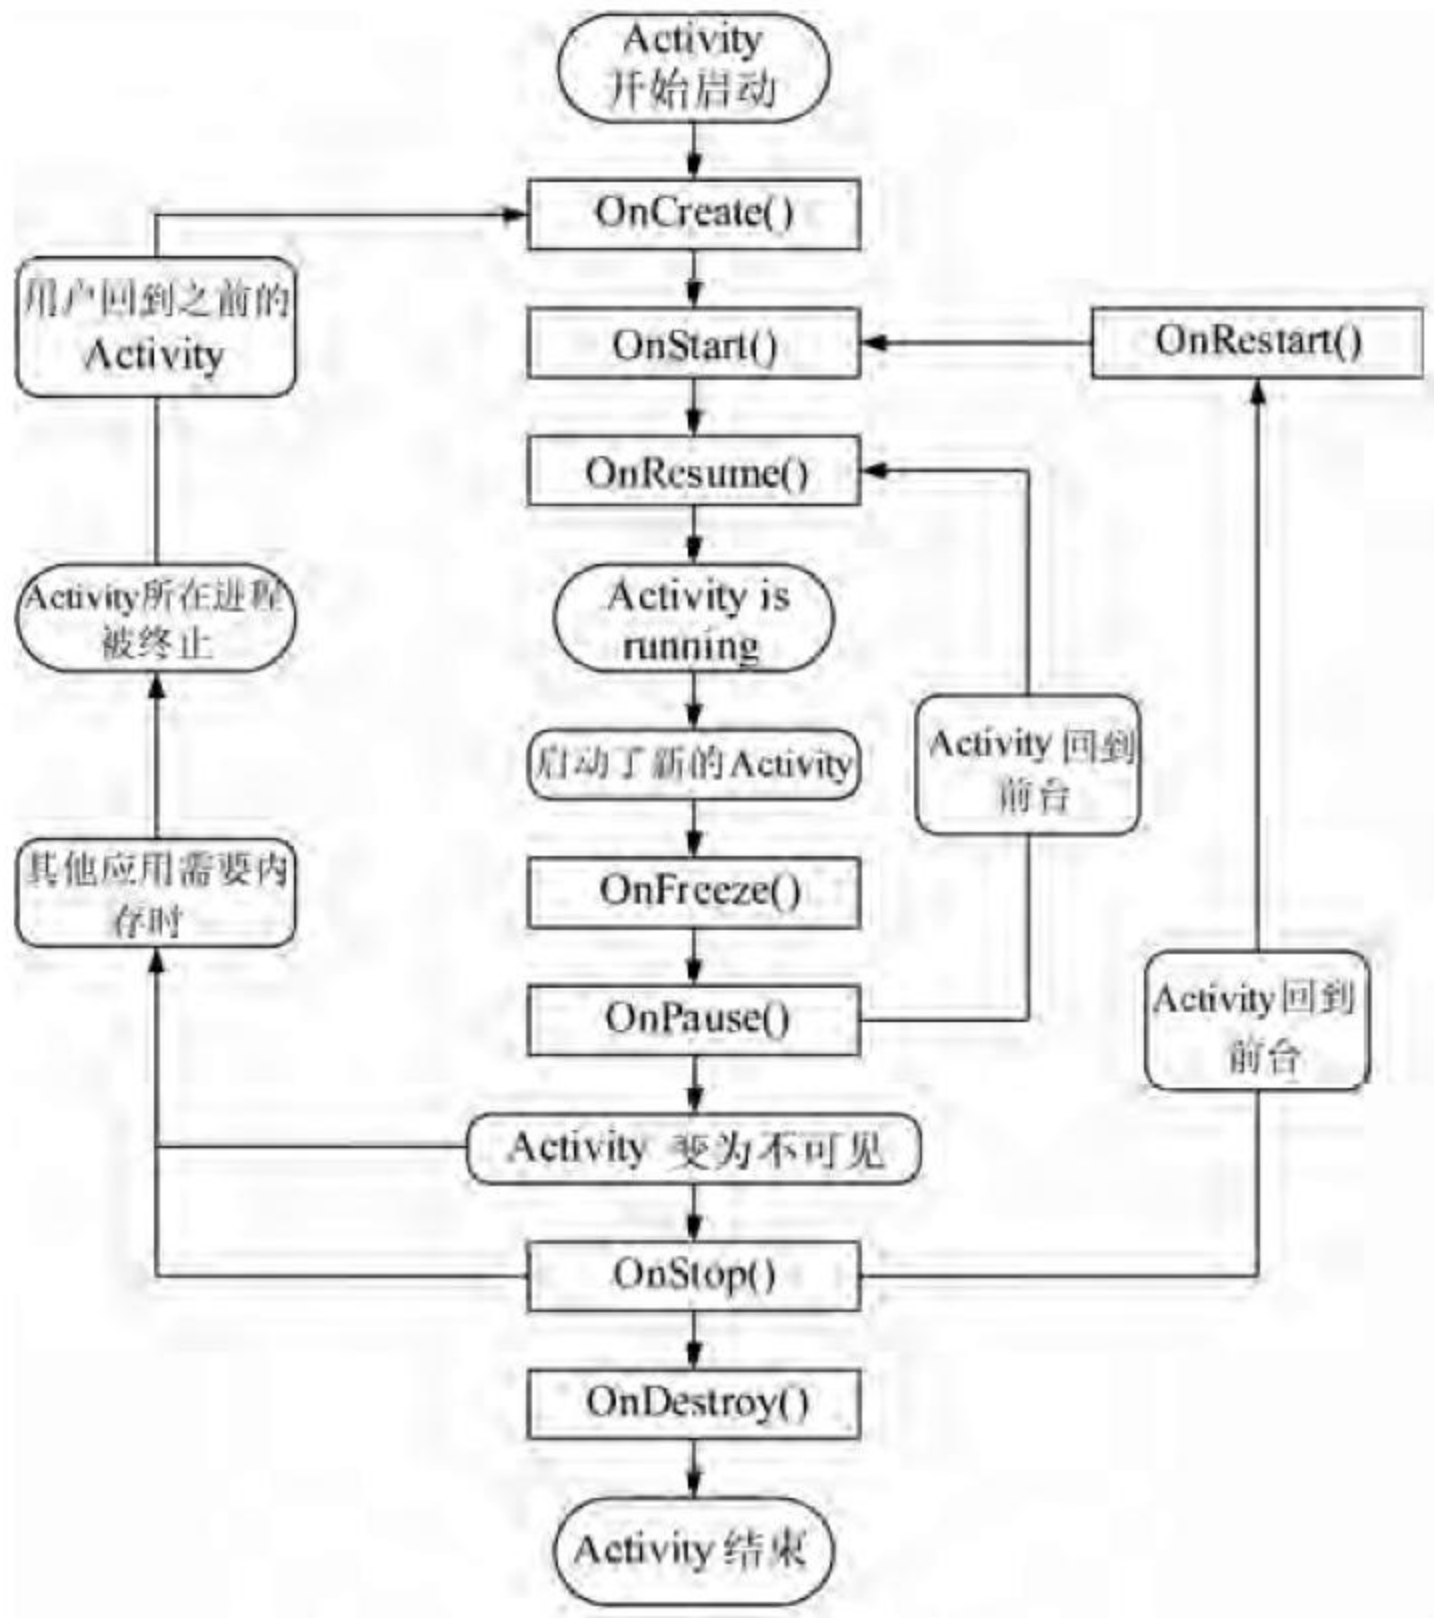 Activity
开始启动
OnCreate()
用户回到之前的
Activity
OnStart()
OnRestart()
OnResume()
Activity所在进程
被终止
Activity is
running
启动了新的Activity
Activity 回到
前台
其他应用需要内
存时
OnFreeze()
OnPause()
Activity回到
前台
Activity 变为不可见
OnStop()
OnDestroy()
Activity 结束